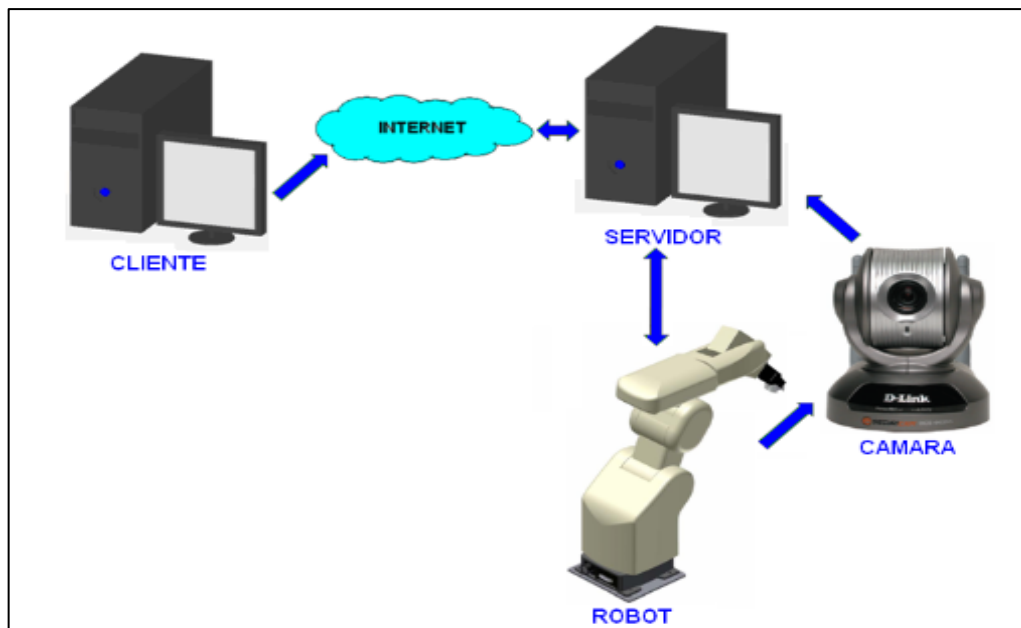 INTERNET
SERVIDOR
CLIENTE
D-Link
CAMARA
ROBOT